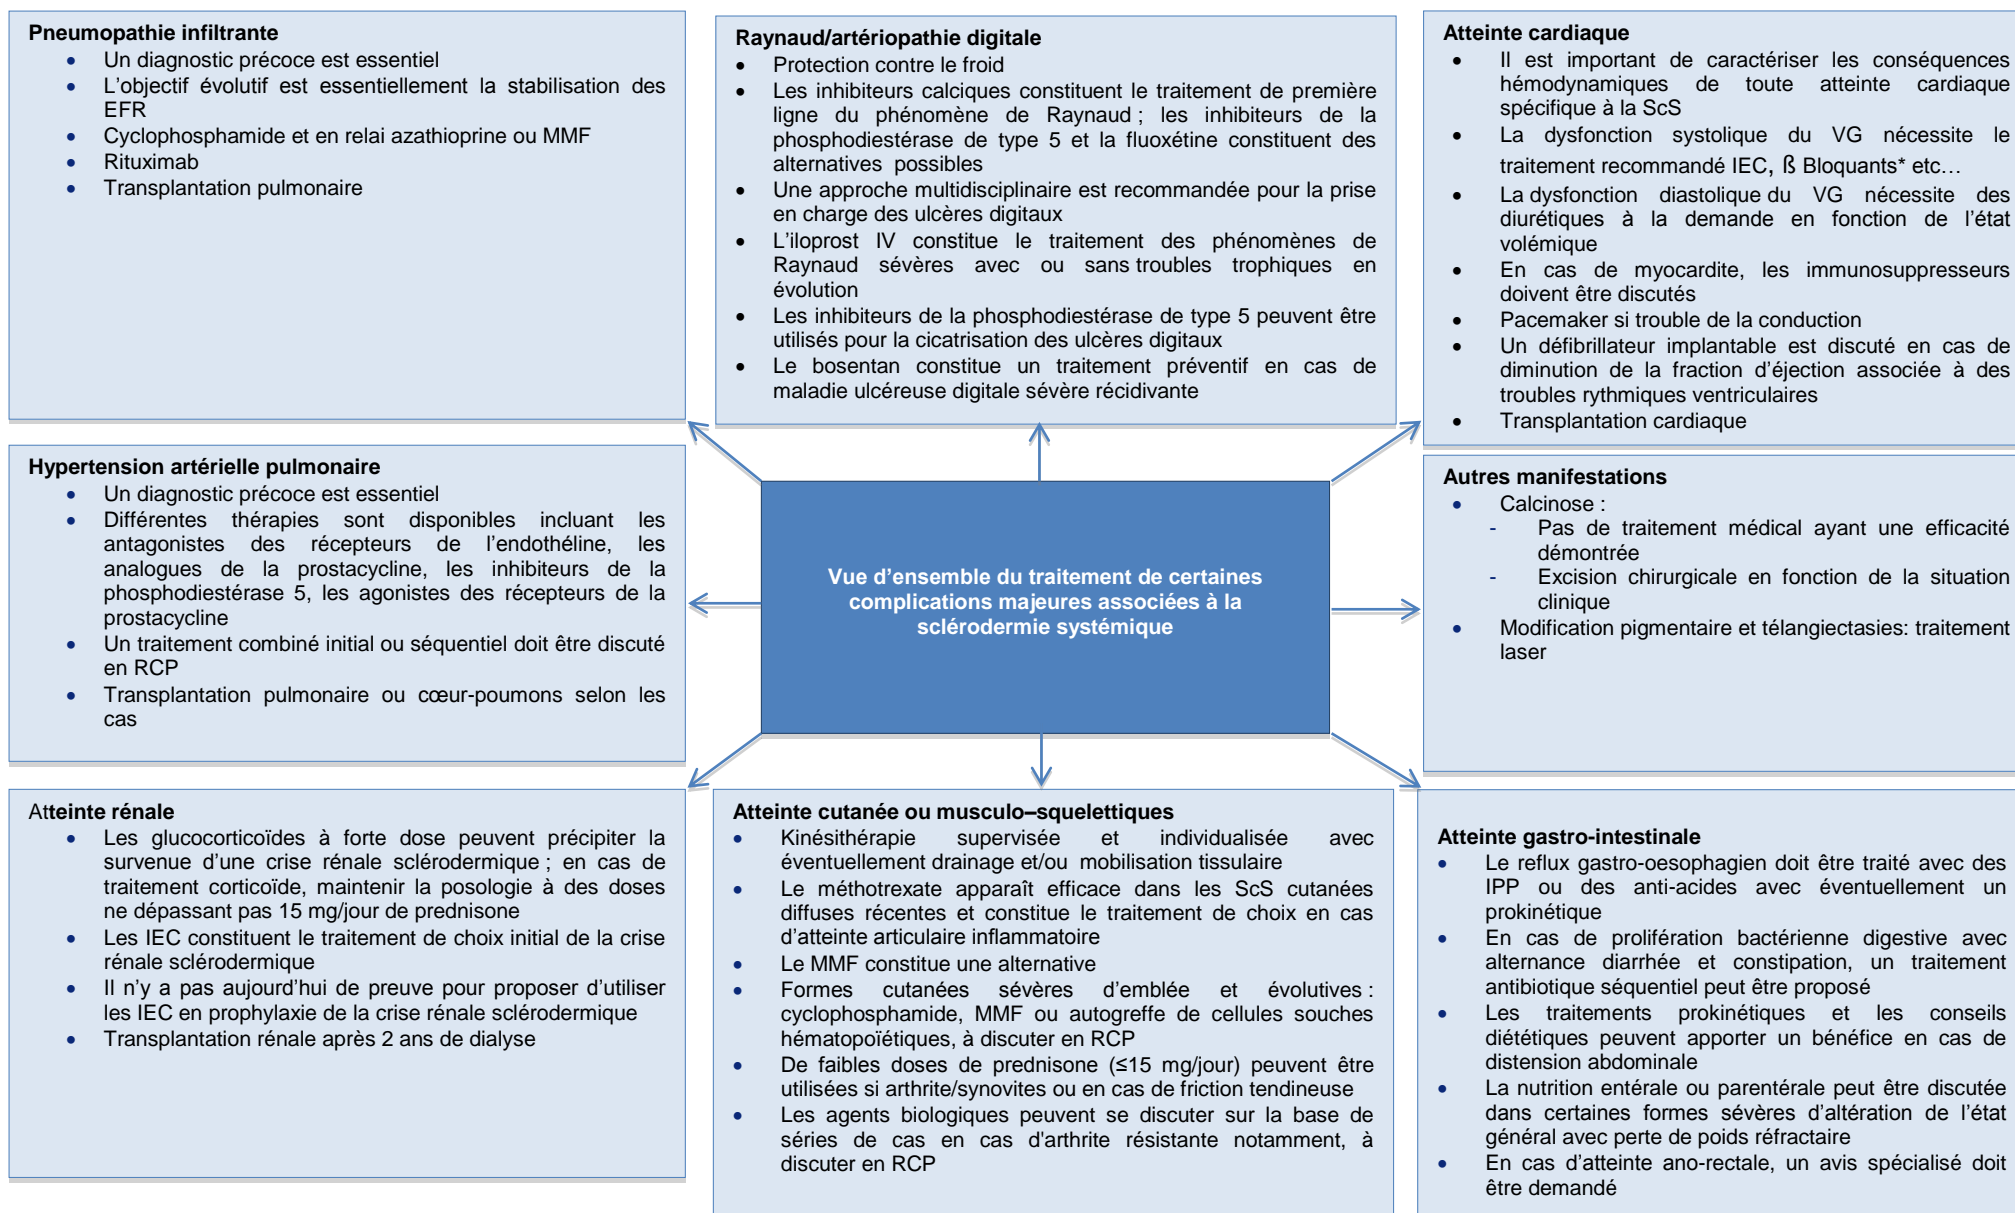 Pneumopathie infiltrante
• Un diagnostic précoce est essentiel
• L’objectif évolutif est essentiellement la stabilisation des
EFR
• Cyclophosphamide et en relai azathioprine ou MMF
• Rituximab
• Transplantation pulmonaire
Raynaud/artériopathie digitale
• Protection contre le froid
• Les inhibiteurs calciques constituent le traitement de première
ligne du phénomène de Raynaud ; les inhibiteurs de la
phosphodiestérase de type 5 et la fluoxétine constituent des
alternatives possibles
• Une approche multidisciplinaire est recommandée pour la prise
en charge des ulcères digitaux
• L’iloprost IV constitue le traitement des phénomènes de
Raynaud sévères avec ou sans troubles trophiques en
évolution
• Les inhibiteurs de la phosphodiestérase de type 5 peuvent être
utilisés pour la cicatrisation des ulcères digitaux
• Le bosentan constitue un traitement préventif en cas de
maladie ulcéreuse digitale sévère récidivante
Atteinte cardiaque
• Il est important de caractériser les conséquences
hémodynamiques de toute atteinte cardiaque
spécifique à la ScS
• La dysfonction systolique du VG nécessite le
traitement recommandé IEC, ß Bloquants* etc…
• La dysfonction diastolique du VG nécessite des
diurétiques à la demande en fonction de l’état
volémique
• En cas de myocardite, les immunosuppresseurs
doivent être discutés
• Pacemaker si trouble de la conduction
• Un défibrillateur implantable est discuté en cas de
diminution de la fraction d’éjection associée à des
troubles rythmiques ventriculaires
• Transplantation cardiaque
Hypertension artérielle pulmonaire
• Un diagnostic précoce est essentiel
• Différentes thérapies sont disponibles incluant les
antagonistes des récepteurs de l’endothéline, les
analogues de la prostacycline, les inhibiteurs de la
phosphodiestérase 5, les agonistes des récepteurs de la
prostacycline
• Un traitement combiné initial ou séquentiel doit être discuté
en RCP
• Transplantation pulmonaire ou cœur-poumons selon les
cas
Vue d’ensemble du traitement de certaines
complications majeures associées à la
sclérodermie systémique
Autres manifestations
• Calcinose :
- Pas de traitement médical ayant une efficacité
démontrée
- Excision chirurgicale en fonction de la situation
clinique
• Modification pigmentaire et télangiectasies: traitement
laser
Atteinte rénale
• Les glucocorticoïdes à forte dose peuvent précipiter la
survenue d’une crise rénale sclérodermique ; en cas de
traitement corticoïde, maintenir la posologie à des doses
ne dépassant pas 15 mg/jour de prednisone
• Les IEC constituent le traitement de choix initial de la crise
rénale sclérodermique
• Il n’y a pas aujourd’hui de preuve pour proposer d’utiliser
les IEC en prophylaxie de la crise rénale sclérodermique
• Transplantation rénale après 2 ans de dialyse
Atteinte cutanée ou musculo–squelettiques
• Kinésithérapie supervisée et individualisée avec
éventuellement drainage et/ou mobilisation tissulaire
• Le méthotrexate apparaît efficace dans les ScS cutanées
diffuses récentes et constitue le traitement de choix en cas
d’atteinte articulaire inflammatoire
• Le MMF constitue une alternative
• Formes cutanées sévères d’emblée et évolutives :
cyclophosphamide, MMF ou autogreffe de cellules souches
hématopoïétiques, à discuter en RCP
• De faibles doses de prednisone (≤15 mg/jour) peuvent être
utilisées si arthrite/synovites ou en cas de friction tendineuse
• Les agents biologiques peuvent se discuter sur la base de
séries de cas en cas d'arthrite résistante notamment, à
discuter en RCP
Atteinte gastro-intestinale
• Le reflux gastro-oesophagien doit être traité avec des
IPP ou des anti-acides avec éventuellement un
prokinétique
• En cas de prolifération bactérienne digestive avec
alternance diarrhée et constipation, un traitement
antibiotique séquentiel peut être proposé
• Les traitements prokinétiques et les conseils
diététiques peuvent apporter un bénéfice en cas de
distension abdominale
• La nutrition entérale ou parentérale peut être discutée
dans certaines formes sévères d’altération de l’état
général avec perte de poids réfractaire
• En cas d’atteinte ano-rectale, un avis spécialisé doit
être demandé